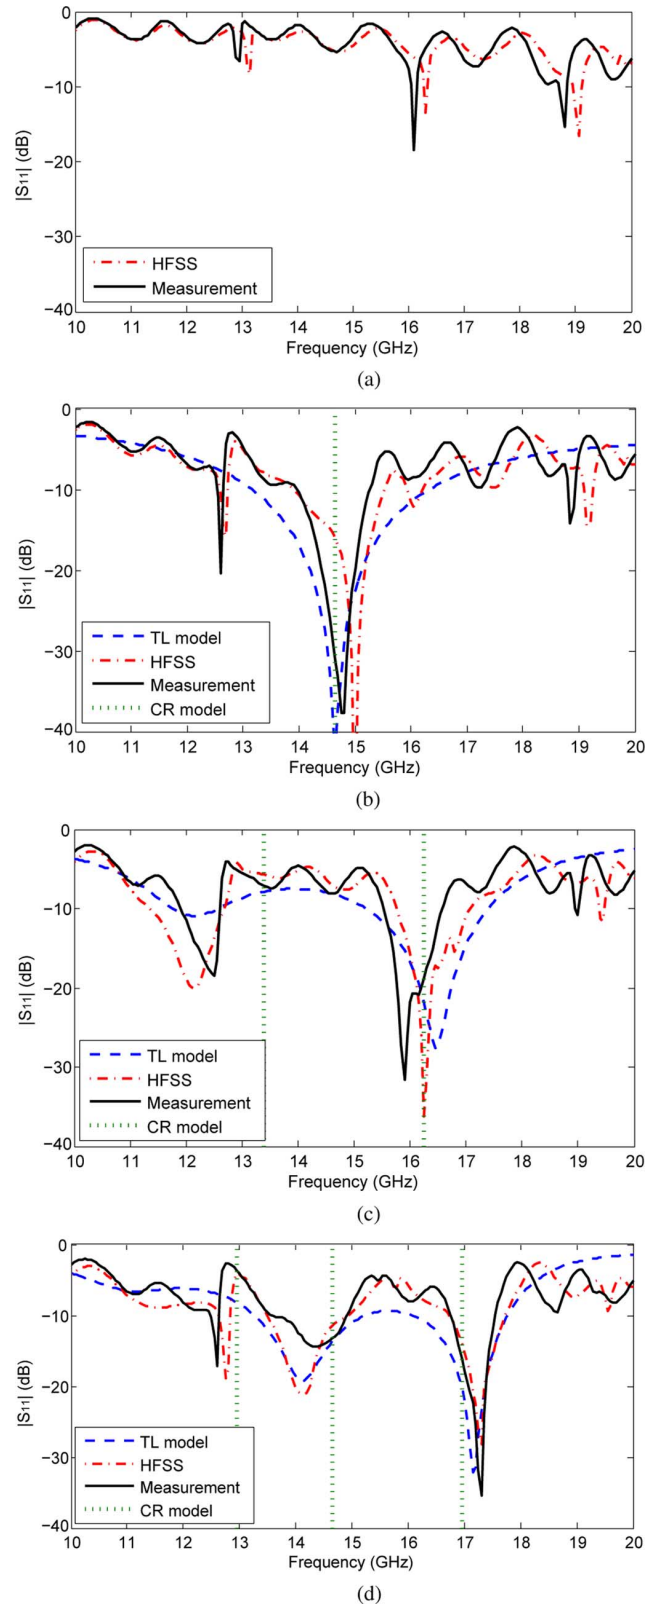 0
−10
−20
−30
−40
|S11| (dB)
HFSS
Measurement
10 11 12 13 14 15 16 17 18 19 20
Frequency (GHz)
(a)
0
−10
−20
−30
−40
|S11| (dB)
TL model
HFSS
Measurement
CR model
10 11 12 13 14 15 16 17 18 19 20
Frequency (GHz)
(b)
0
−10
−20
−30
−40
|S11| (dB)
TL model
HFSS
Measurement
CR model
10 11 12 13 14 15 16 17 18 19 20
Frequency (GHz)
(c)
0
−10
−20
−30
−40
|S11| (dB)
TL model
HFSS
Measurement
CR model
10 11 12 13 14 15 16 17 18 19 20
Frequency (GHz)
(d)